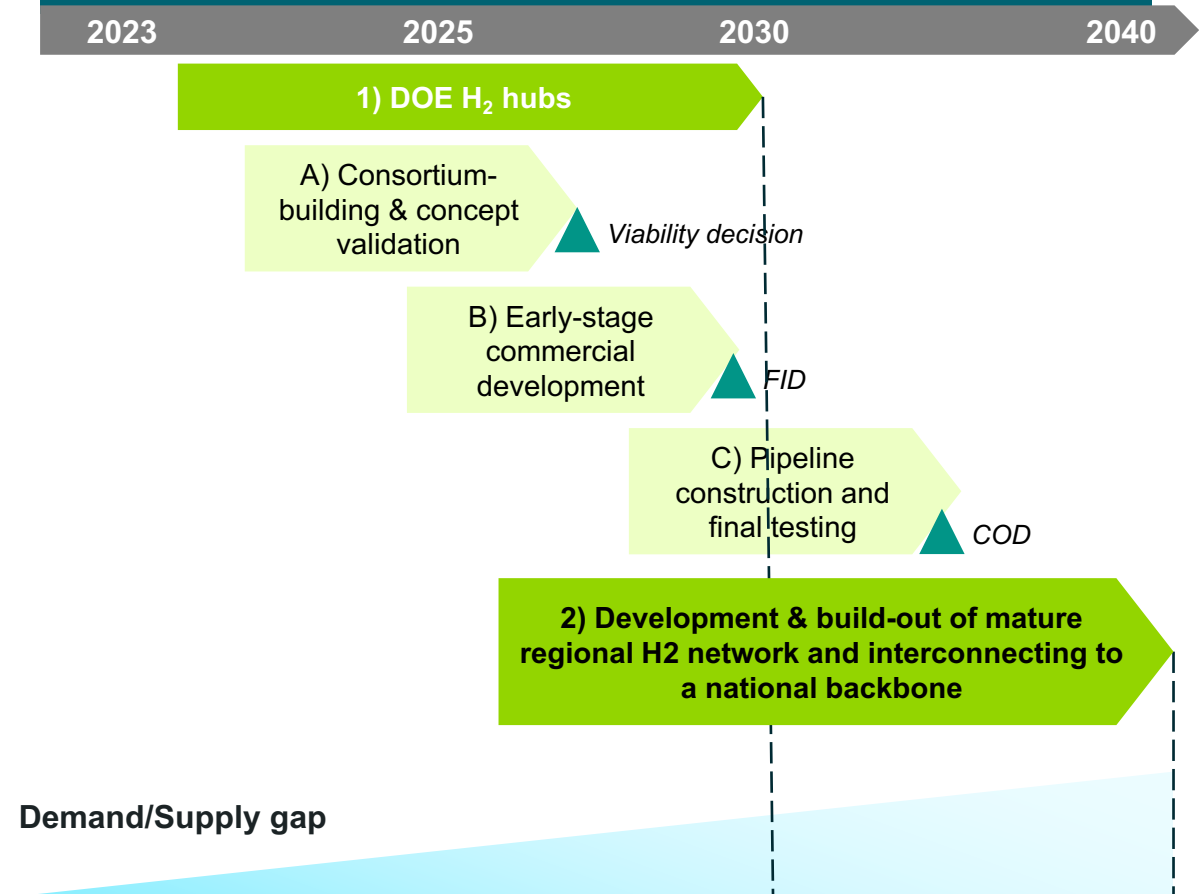 2023 2025 2030 2040
1) DOE H₂ hubs
A) Consortium-
building & concept
validation
Viability decision
B) Early-stage
commercial
development
FID
C) Pipeline
construction and
final testing
COD
2) Development & build-out of mature
regional H2 network and interconnecting to
a national backbone
Demand/Supply gap